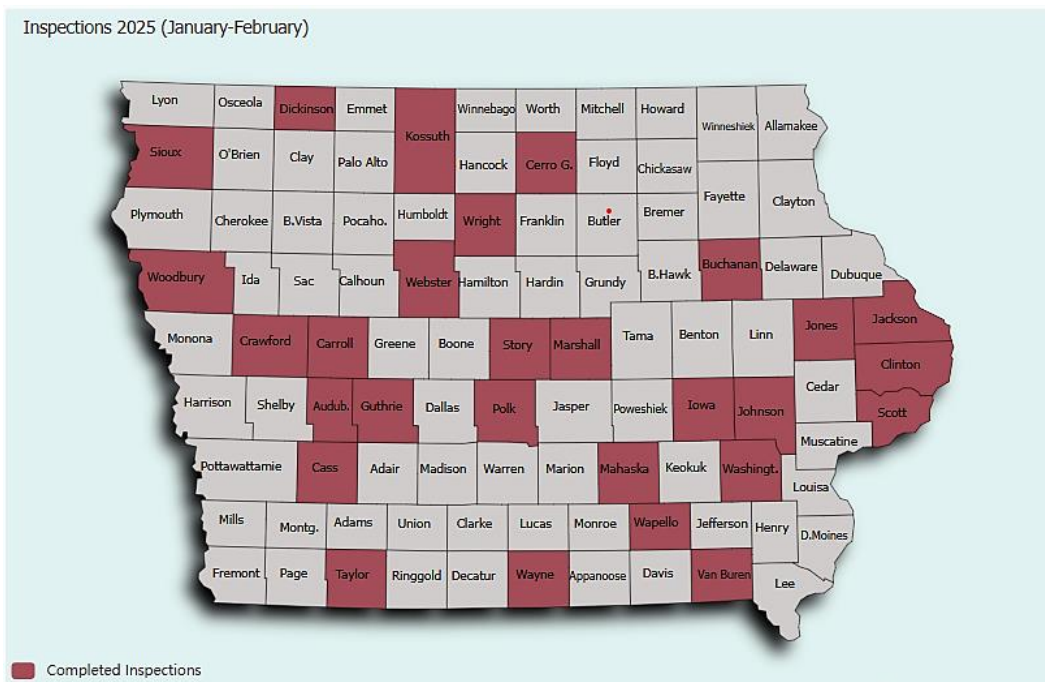 Inspections 2025 (January-February)
Lyon Osceola Dickinson Emmet Winnebago Worth Mitchell Howard Winneshiek Allamakee
Kossuth
Sioux O'Brien Clay Palo Alto Hancock Cerro G. Floyd Chickasaw
Plymouth Cherokee B.Vista Pocaho. Humboldt Wright Franklin Butler Bremer Fayette Clayton
Woodbury Ida Sac Calhoun Webster Hamilton Hardin Grundy B.Hawk Buchanan Delaware Dubuque
Monona Crawford Carroll Greene Boone Story Marshall Tama Benton Linn Jones Jackson
Clinton
Harrison Shelby Audub. Guthrie Dallas Polk Jasper Poweshiek Iowa Johnson Cedar Scott
Muscatine
Pottawattamie Cass Adair Madison Warren Marion Mahaska Keokuk Washingt. Louisa
Mills Montg. Adams Union Clarke Lucas Monroe Wapello Jefferson Henry D.Moines
Fremont Page Taylor Ringgold Decatur Wayne Appanoose Davis Van Buren Lee
Completed Inspections